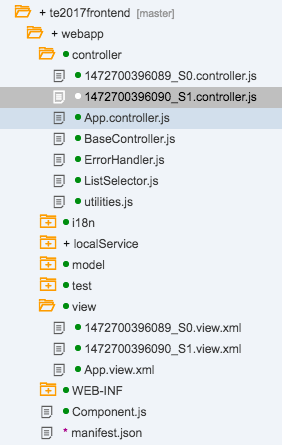 + te2017frontend [master]
+ webapp
controller
1472700396089_S0.controller.js
1472700396090_S1.controller.js
App.controller.js
BaseController.js
ErrorHandler.js
ListSelector.js
utilities.js
i18n
+ localService
model
test
view
1472700396089_S0.view.xml
1472700396090_S1.view.xml
App.view.xml
WEB-INF
Component.js
* manifest.json